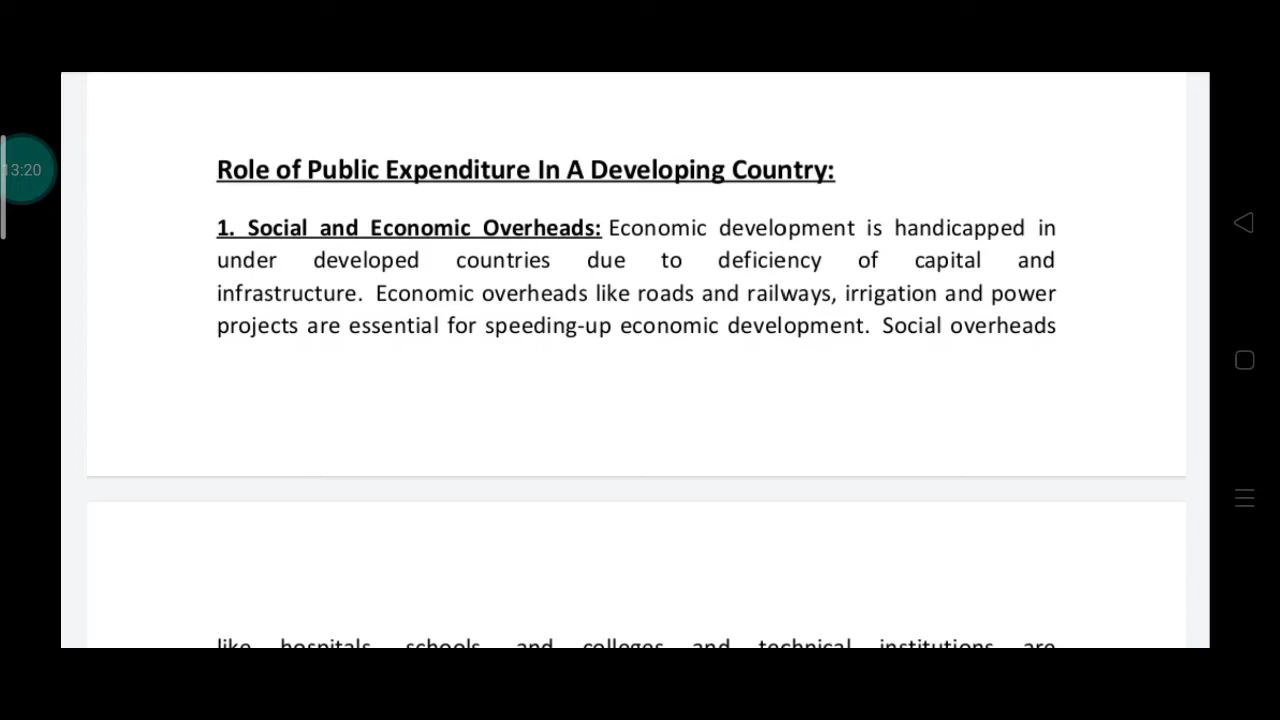 13:20
Role of Public Expenditure In A Developing Country:
1. Social and Economic Overheads: Economic development is handicapped in
under developed countries due to deficiency of capital and
infrastructure. Economic overheads like roads and railways, irrigation and power
projects are essential for speeding-up economic development. Social overheads
like hospitals, schools, and colleges and technical institutions are